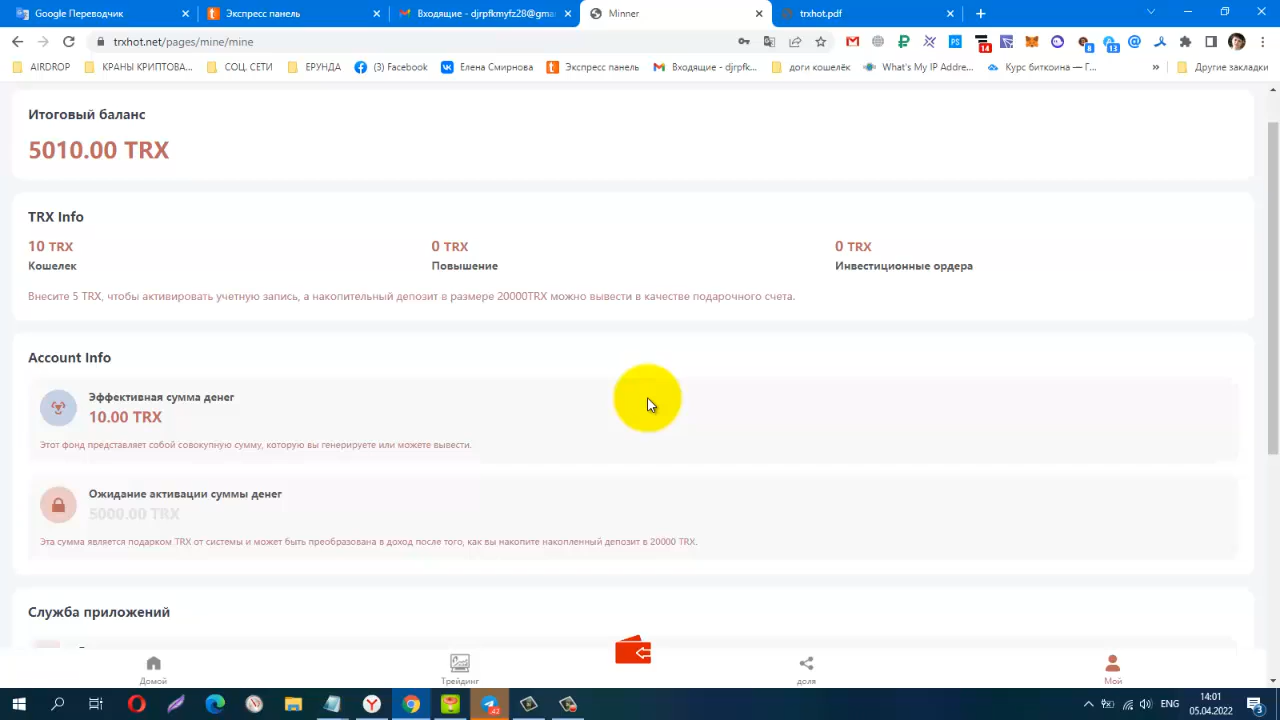 Google Переводчик
Экспресс панель
Входящие - djrpfkmyfz28@gma
Minner
trxhot.pdf
trxhot.net/pages/mine/mine
AIRDROP
КРАНЫ КРИПТОВА...
СОЦ. СЕТИ
ЕРУНДА
(3) Facebook
Елена Смирнова
Экспресс панель
Входящие - djrpfk...
доги кошелёк
What's My IP Addre...
Курс биткоина — Г...
Другие закладки
Итоговый баланс
5010.00 TRX
TRX Info
10 TRX
Кошелек
0 TRX
Повышение
0 TRX
Инвестиционные ордера
Внесите 5 TRX, чтобы активировать учетную запись, а накопительный депозит в размере 20000TRX можно вывести в качестве подарочного счета.
Account Info
Эффективная сумма денег
10.00 TRX
Этот фонд представляет собой совокупную сумму, которую вы генерируете или можете вывести.
Ожидание активации суммы денег
5000.00 TRX
Эта сумма является подарком TRX от системы и может быть преобразована в доход после того, как вы накопите накопленный депозит в 20000 TRX.
Служба приложений
Домой
Трейдинг
доля
Мой
ENG
14:01
05.04.2022